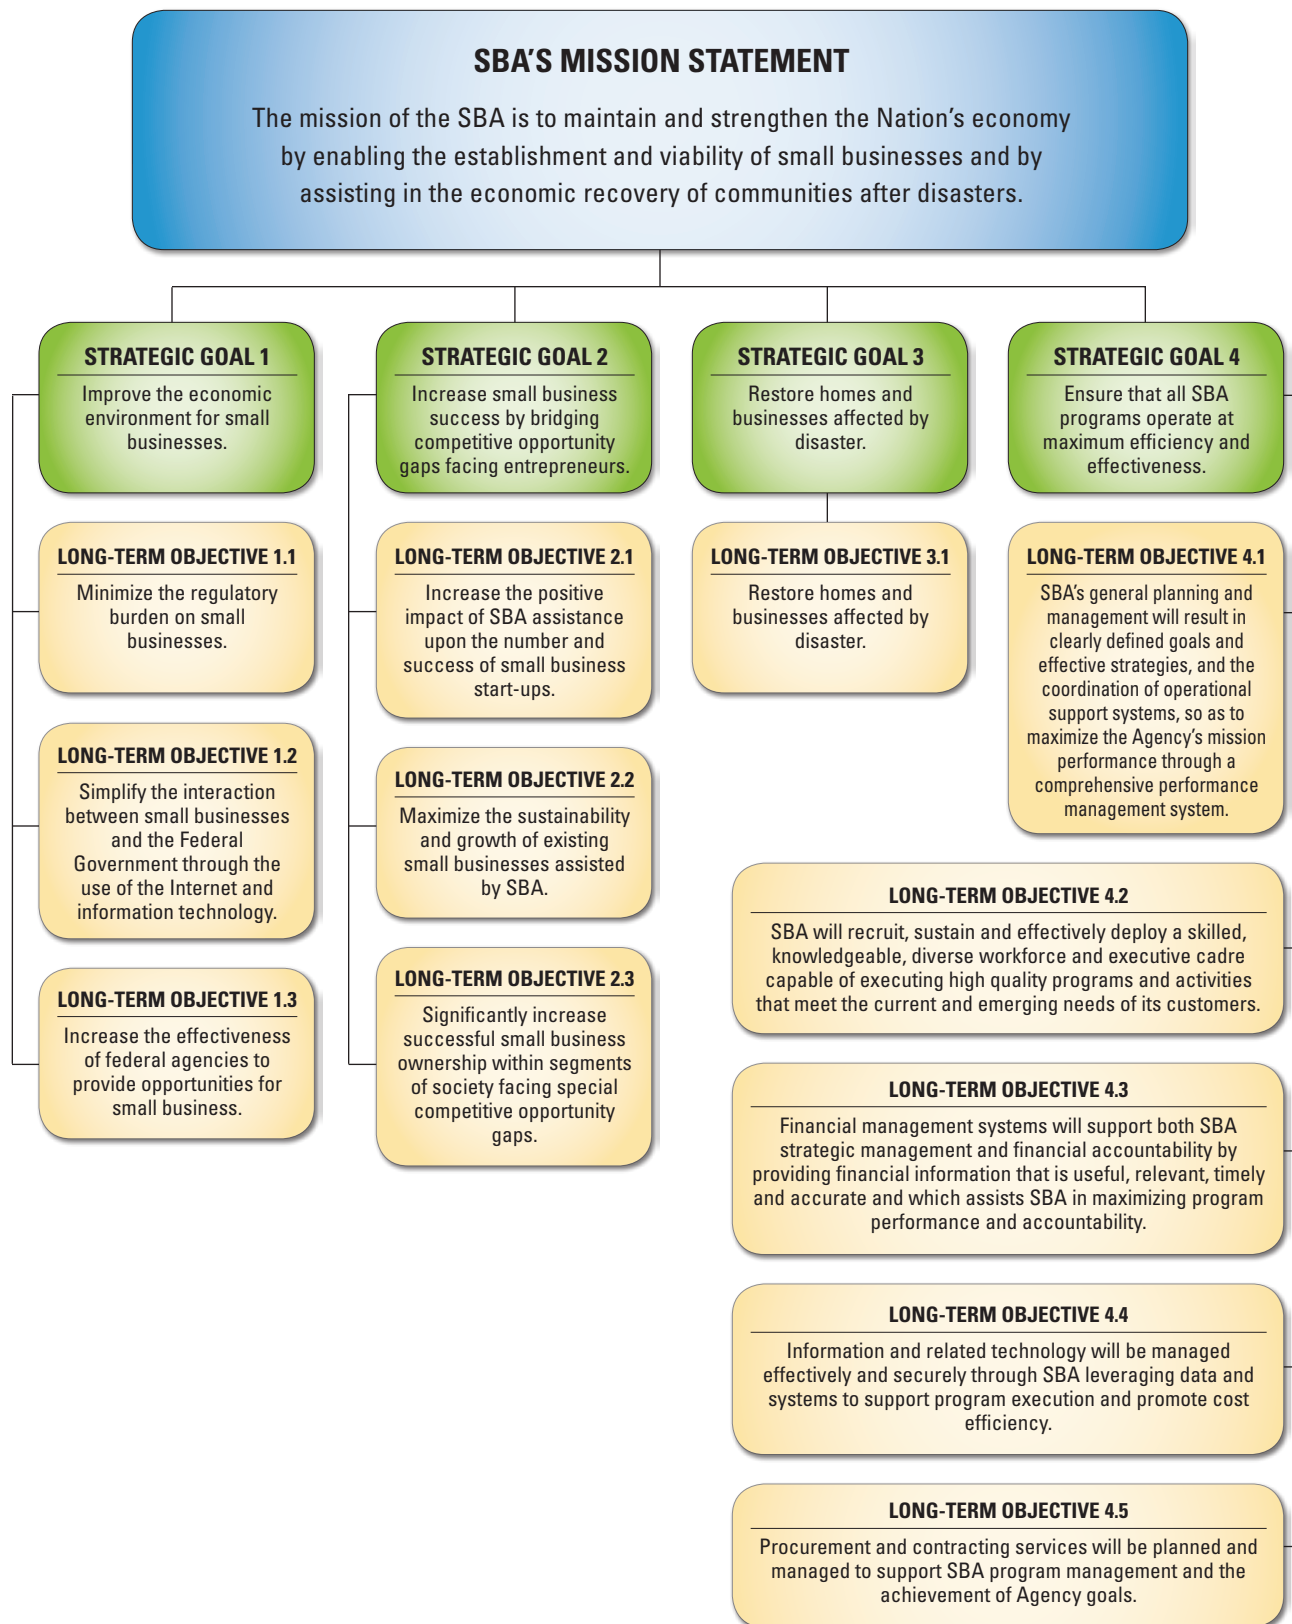 SBA’S MISSION STATEMENT
The mission of the SBA is to maintain and strengthen the Nation’s economy
by enabling the establishment and viability of small businesses and by
assisting in the economic recovery of communities after disasters.
STRATEGIC GOAL 1
Improve the economic
environment for small
businesses.
LONG-TERM OBJECTIVE 1.1
Minimize the regulatory
burden on small
businesses.
LONG-TERM OBJECTIVE 1.2
Simplify the interaction
between small businesses
and the Federal
Government through the
use of the Internet and
information technology.
LONG-TERM OBJECTIVE 1.3
Increase the effectiveness
of federal agencies to
provide opportunities for
small business.
STRATEGIC GOAL 2
Increase small business
success by bridging
competitive opportunity
gaps facing entrepreneurs.
LONG-TERM OBJECTIVE 2.1
Increase the positive
impact of SBA assistance
upon the number and
success of small business
start-ups.
LONG-TERM OBJECTIVE 2.2
Maximize the sustainability
and growth of existing
small businesses assisted
by SBA.
LONG-TERM OBJECTIVE 2.3
Significantly increase
successful small business
ownership within segments
of society facing special
competitive opportunity
gaps.
STRATEGIC GOAL 3
Restore homes and
businesses affected by
disaster.
LONG-TERM OBJECTIVE 3.1
Restore homes and
businesses affected by
disaster.
STRATEGIC GOAL 4
Ensure that all SBA
programs operate at
maximum efficiency and
effectiveness.
LONG-TERM OBJECTIVE 4.1
SBA’s general planning and
management will result in
clearly defined goals and
effective strategies, and the
coordination of operational
support systems, so as to
maximize the Agency’s mission
performance through a
comprehensive performance
management system.
LONG-TERM OBJECTIVE 4.2
SBA will recruit, sustain and effectively deploy a skilled,
knowledgeable, diverse workforce and executive cadre
capable of executing high quality programs and activities
that meet the current and emerging needs of its customers.
LONG-TERM OBJECTIVE 4.3
Financial management systems will support both SBA
strategic management and financial accountability by
providing financial information that is useful, relevant, timely
and accurate and which assists SBA in maximizing program
performance and accountability.
LONG-TERM OBJECTIVE 4.4
Information and related technology will be managed
effectively and securely through SBA leveraging data and
systems to support program execution and promote cost
efficiency.
LONG-TERM OBJECTIVE 4.5
Procurement and contracting services will be planned and
managed to support SBA program management and the
achievement of Agency goals.